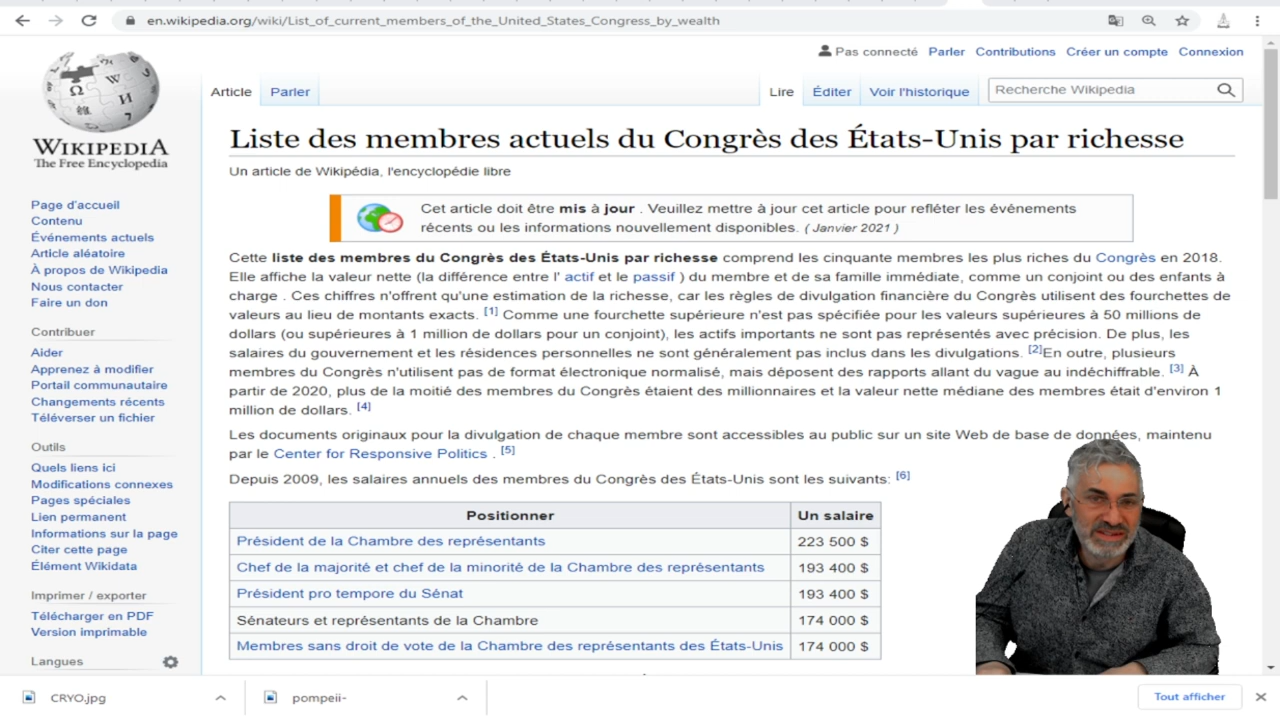 en.wikipedia.org/wiki/List_of_current_members_of_the_United_States_Congress_by_wealth
Pas connecté Parler Contributions Créer un compte Connexion
Article Parler Lire Éditer Voir l'historique Recherche Wikipedia
WIKIPEDIA
The Free Encyclopedia
Page d'accueil
Contenu
Événements actuels
Article aléatoire
À propos de Wikipedia
Nous contacter
Faire un don
Contribuer
Aider
Apprenez à modifier
Portail communautaire
Changements récents
Téléverser un fichier
Outils
Quels liens ici
Modifications connexes
Pages spéciales
Lien permanent
Informations sur la page
Citer cette page
Élément Wikidata
Imprimer / exporter
Télécharger en PDF
Version imprimable
Langues
Liste des membres actuels du Congrès des États-Unis par richesse
Un article de Wikipédia, l'encyclopédie libre
Cet article doit être mis à jour . Veuillez mettre à jour cet article pour refléter les événements
récents ou les informations nouvellement disponibles. ( Janvier 2021 )
Cette liste des membres du Congrès des États-Unis par richesse comprend les cinquante membres les plus riches du Congrès en 2018.
Elle affiche la valeur nette (la différence entre l' actif et le passif ) du membre et de sa famille immédiate, comme un conjoint ou des enfants à
charge . Ces chiffres n'offrent qu'une estimation de la richesse, car les règles de divulgation financière du Congrès utilisent des fourchettes de
valeurs au lieu de montants exacts. [1] Comme une fourchette supérieure n'est pas spécifiée pour les valeurs supérieures à 50 millions de
dollars (ou supérieures à 1 million de dollars pour un conjoint), les actifs importants ne sont pas représentés avec précision. De plus, les
salaires du gouvernement et les résidences personnelles ne sont généralement pas inclus dans les divulgations. [2]En outre, plusieurs
membres du Congrès n'utilisent pas de format électronique normalisé, mais déposent des rapports allant du vague au indéchiffrable. [3] À
partir de 2020, plus de la moitié des membres du Congrès étaient des millionnaires et la valeur nette médiane des membres était d'environ 1
million de dollars. [4]
Les documents originaux pour la divulgation de chaque membre sont accessibles au public sur un site Web de base de données, maintenu
par le Center for Responsive Politics . [5]
Depuis 2009, les salaires annuels des membres du Congrès des États-Unis sont les suivants: [6]
Positionner Un salaire
Président de la Chambre des représentants 223 500 $
Chef de la majorité et chef de la minorité de la Chambre des représentants 193 400 $
Président pro tempore du Sénat 193 400 $
Sénateurs et représentants de la Chambre 174 000 $
Membres sans droit de vote de la Chambre des représentants des États-Unis 174 000 $
CRYO.jpg pompeii- Tout afficher